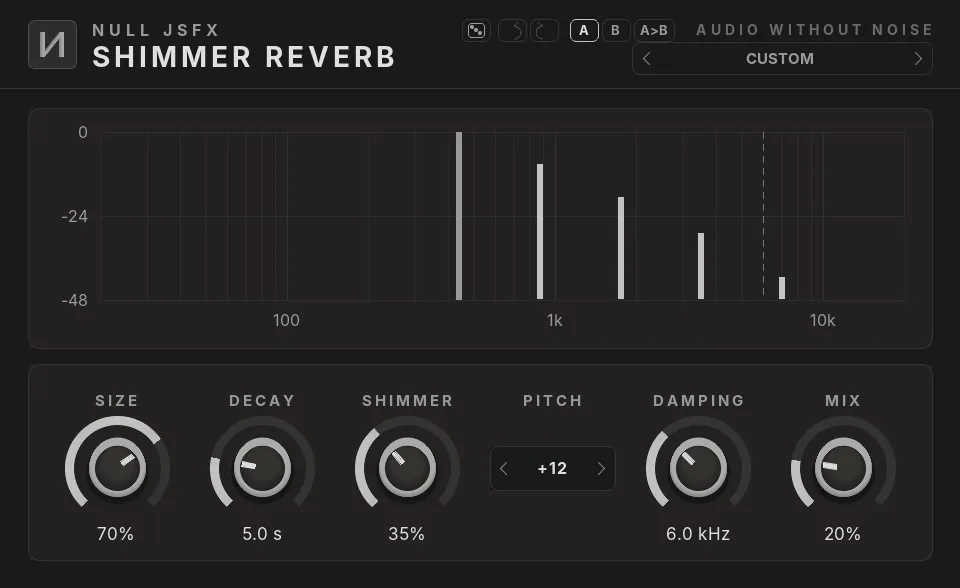 NULL JSFX
SHIMMER REVERB
A B A>B
AUDIO WITHOUT NOISE
CUSTOM
0
-24
-48
100 1k 10k
SIZE DECAY SHIMMER PITCH DAMPING MIX
+12
70% 5.0 s 35% 6.0 kHz 20%